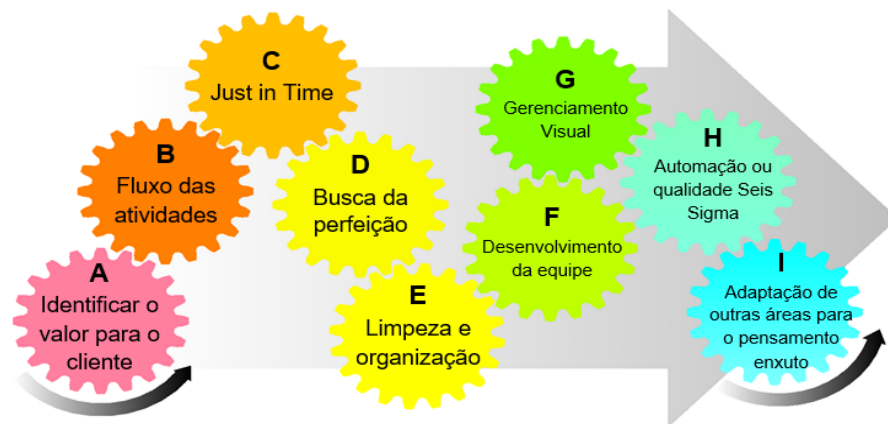 A
Identificar o
valor para o
cliente
B
Fluxo das
atividades
C
Just in Time
D
Busca da
perfeição
E
Limpeza e
organização
F
Desenvolvimento
da equipe
G
Gerenciamento
Visual
H
Automação ou
qualidade Seis
Sigma
I
Adaptação de
outras áreas para
o pensamento
enxuto